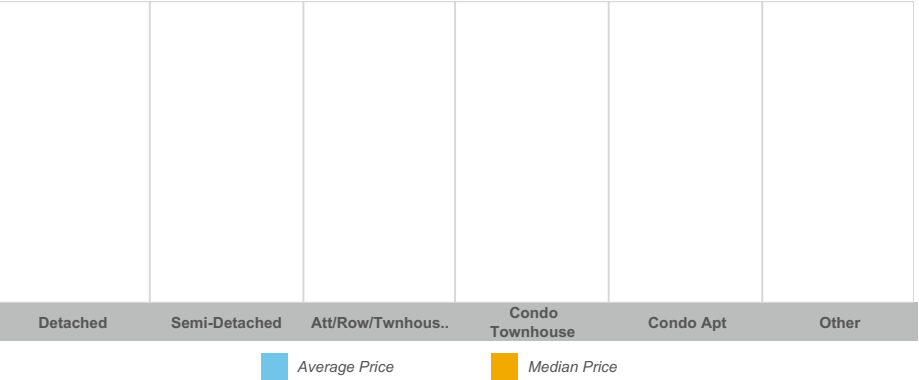 Detached Semi-Detached Att/Row/Twnhous.. Condo Townhouse Condo Apt Other
Average Price Median Price